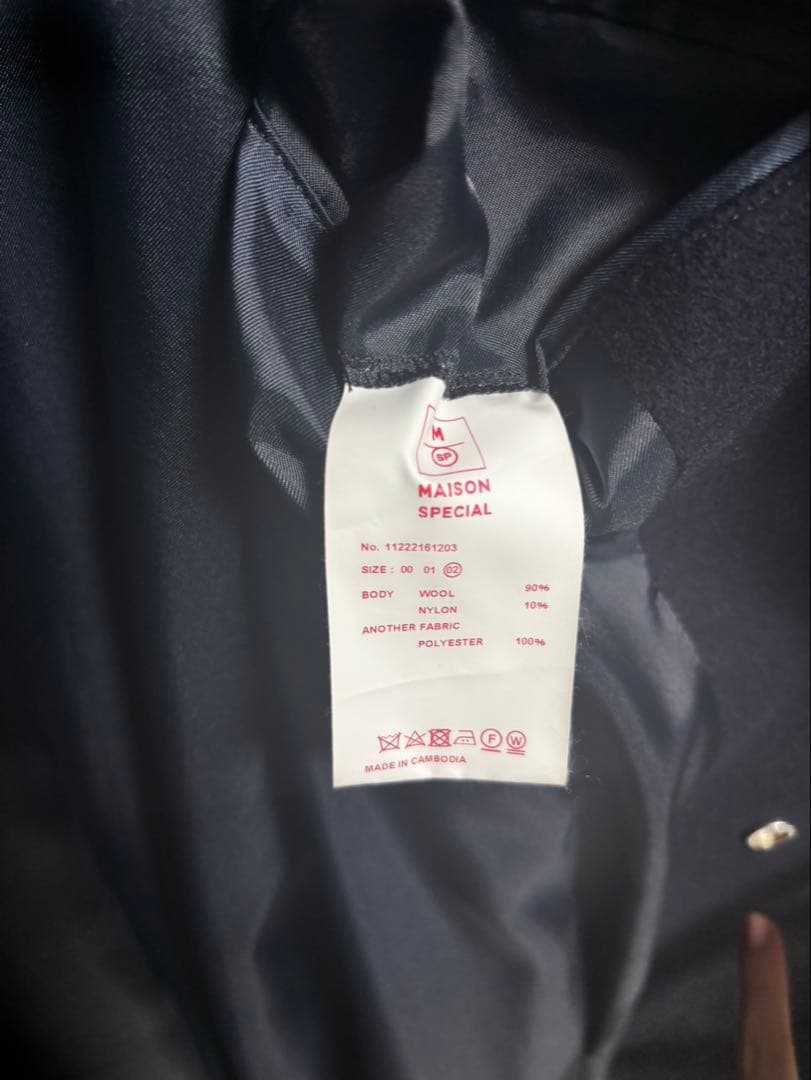 M
SP
MAISON
SPECIAL
No. 11222161203
SIZE : 00 01 02
BODY WOOL 90%
NYLON 10%
ANOTHER FABRIC
POLYESTER 100%
F W
MADE IN CAMBODIA